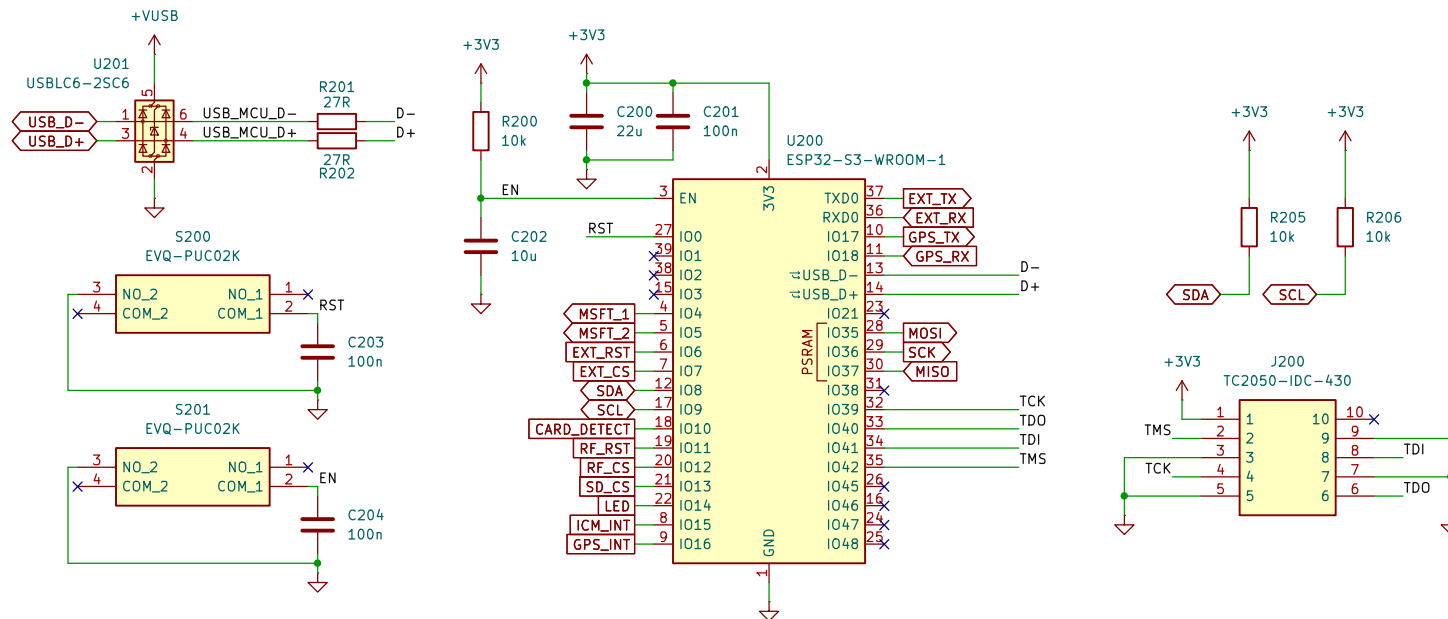 +VUSB
U201
USBLC6-2SC6
5
USB_D-
1
6
USB_MCU_D-
R201
27R
D-
USB_D+
3
4
USB_MCU_D+
D+
27R
R202
2
S200
EVQ-PUC02K
3
NO_2
NO_1
1
4
COM_2
COM_1
2
RST
C203
100n
S201
EVQ-PUC02K
3
NO_2
NO_1
1
4
COM_2
COM_1
2
EN
C204
100n
+3V3
R200
10k
EN
C202
10u
+3V3
C200
22u
C201
100n
U200
ESP32-S3-WROOM-1
2
3V3
3
EN
RST
27
IO0
39
IO1
38
IO2
15
IO3
MSFT_1
4
IO4
MSFT_2
5
IO5
EXT_RST
6
IO6
EXT_CS
7
IO7
SDA
12
IO8
SCL
17
IO9
CARD_DETECT
18
IO10
RF_RST
19
IO11
RF_CS
20
IO12
SD_CS
21
IO13
LED
22
IO14
ICM_INT
8
IO15
GPS_INT
9
IO16
GND
1
TXD0
37
EXT_TX
RXD0
36
EXT_RX
IO17
10
GPS_TX
IO18
11
GPS_RX
USB_D-
13
D-
USB_D+
14
D+
IO21
23
PSRAM
IO35
28
MOSI
IO36
29
SCK
IO37
30
MISO
IO38
31
IO39
32
TCK
IO40
33
TDO
IO41
34
TDI
IO42
35
TMS
IO45
26
IO46
16
IO47
24
IO48
25
+3V3
R205
10k
SDA
+3V3
R206
10k
SCL
+3V3
J200
TC2050-IDC-430
1
1
10
10
TMS
2
2
9
9
3
3
8
8
TDI
TCK
4
4
7
7
5
5
6
6
TDO